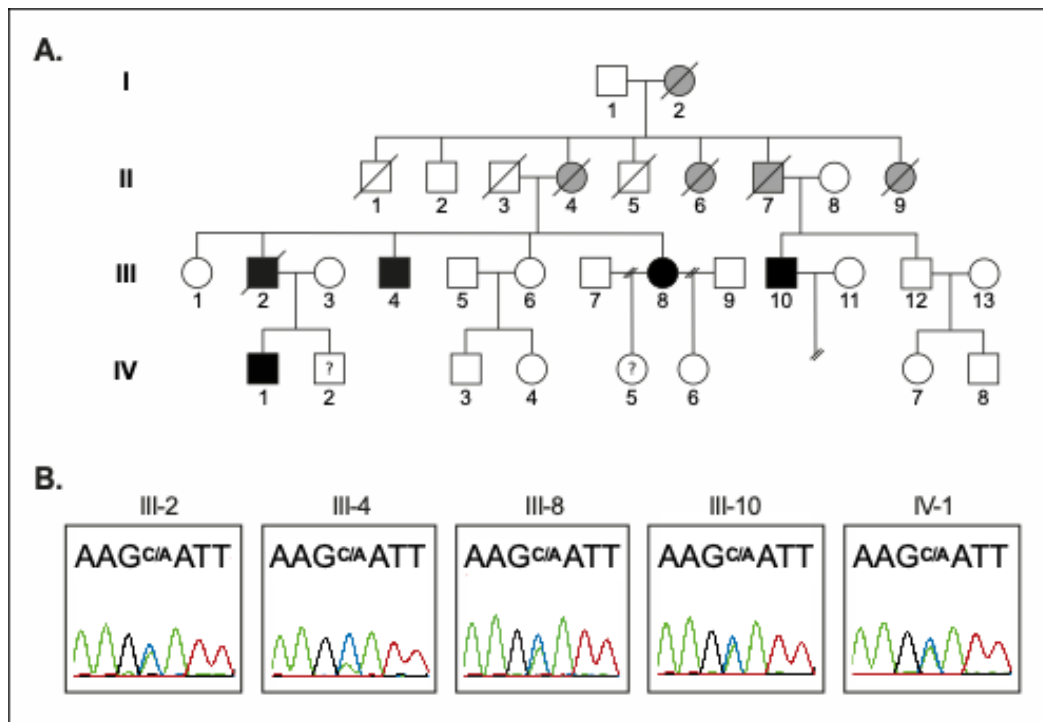 A.
I
1 2
II
1 2 3 4 5 6 7 8 9
III
1 2 3 4 5 6 7 8 9 10 11 12 13
? ?
IV
1 2 3 4 5 6 7 8
B.
III-2 III-4 III-8 III-10 IV-1
AAGC/AATT AAGC/AATT AAGC/AATT AAGC/AATT AAGC/AATT